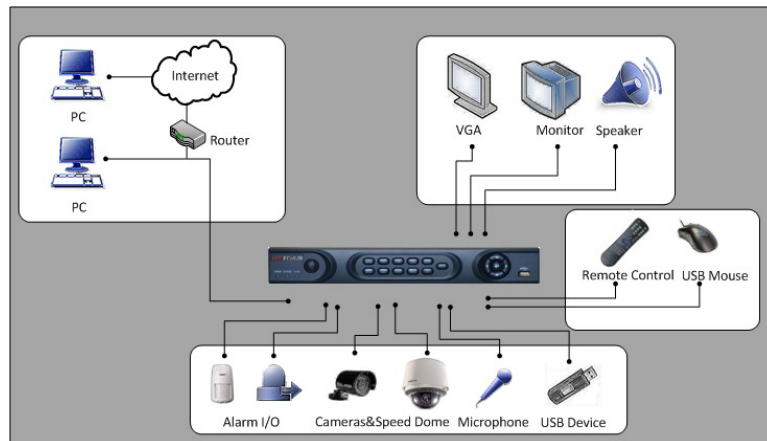 Internet
PC
Router
PC
VGA
Monitor
Speaker
Remote Control
USB Mouse
Alarm I/O
Cameras&Speed Dome
Microphone
USB Device